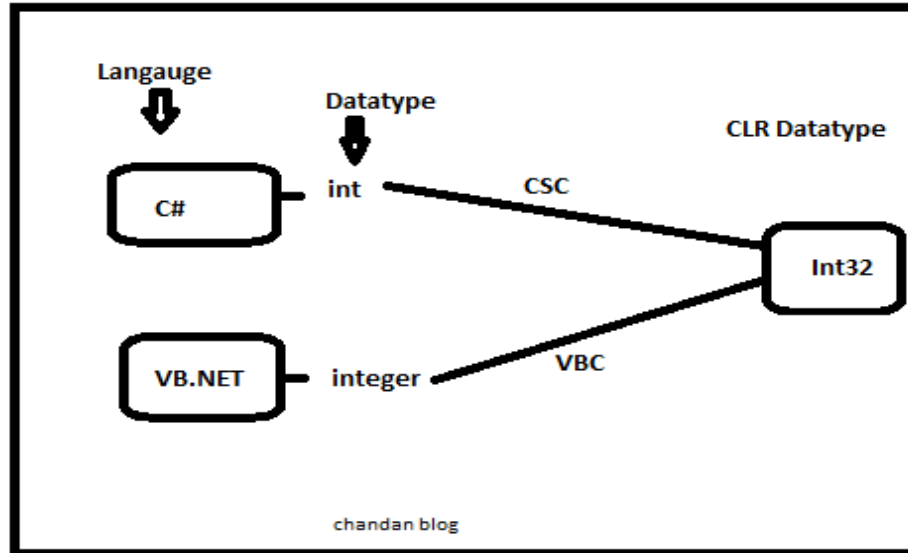 Langauge
Datatype
CLR Datatype
C#
int
CSC
Int32
VB.NET
integer
VBC
chandan blog